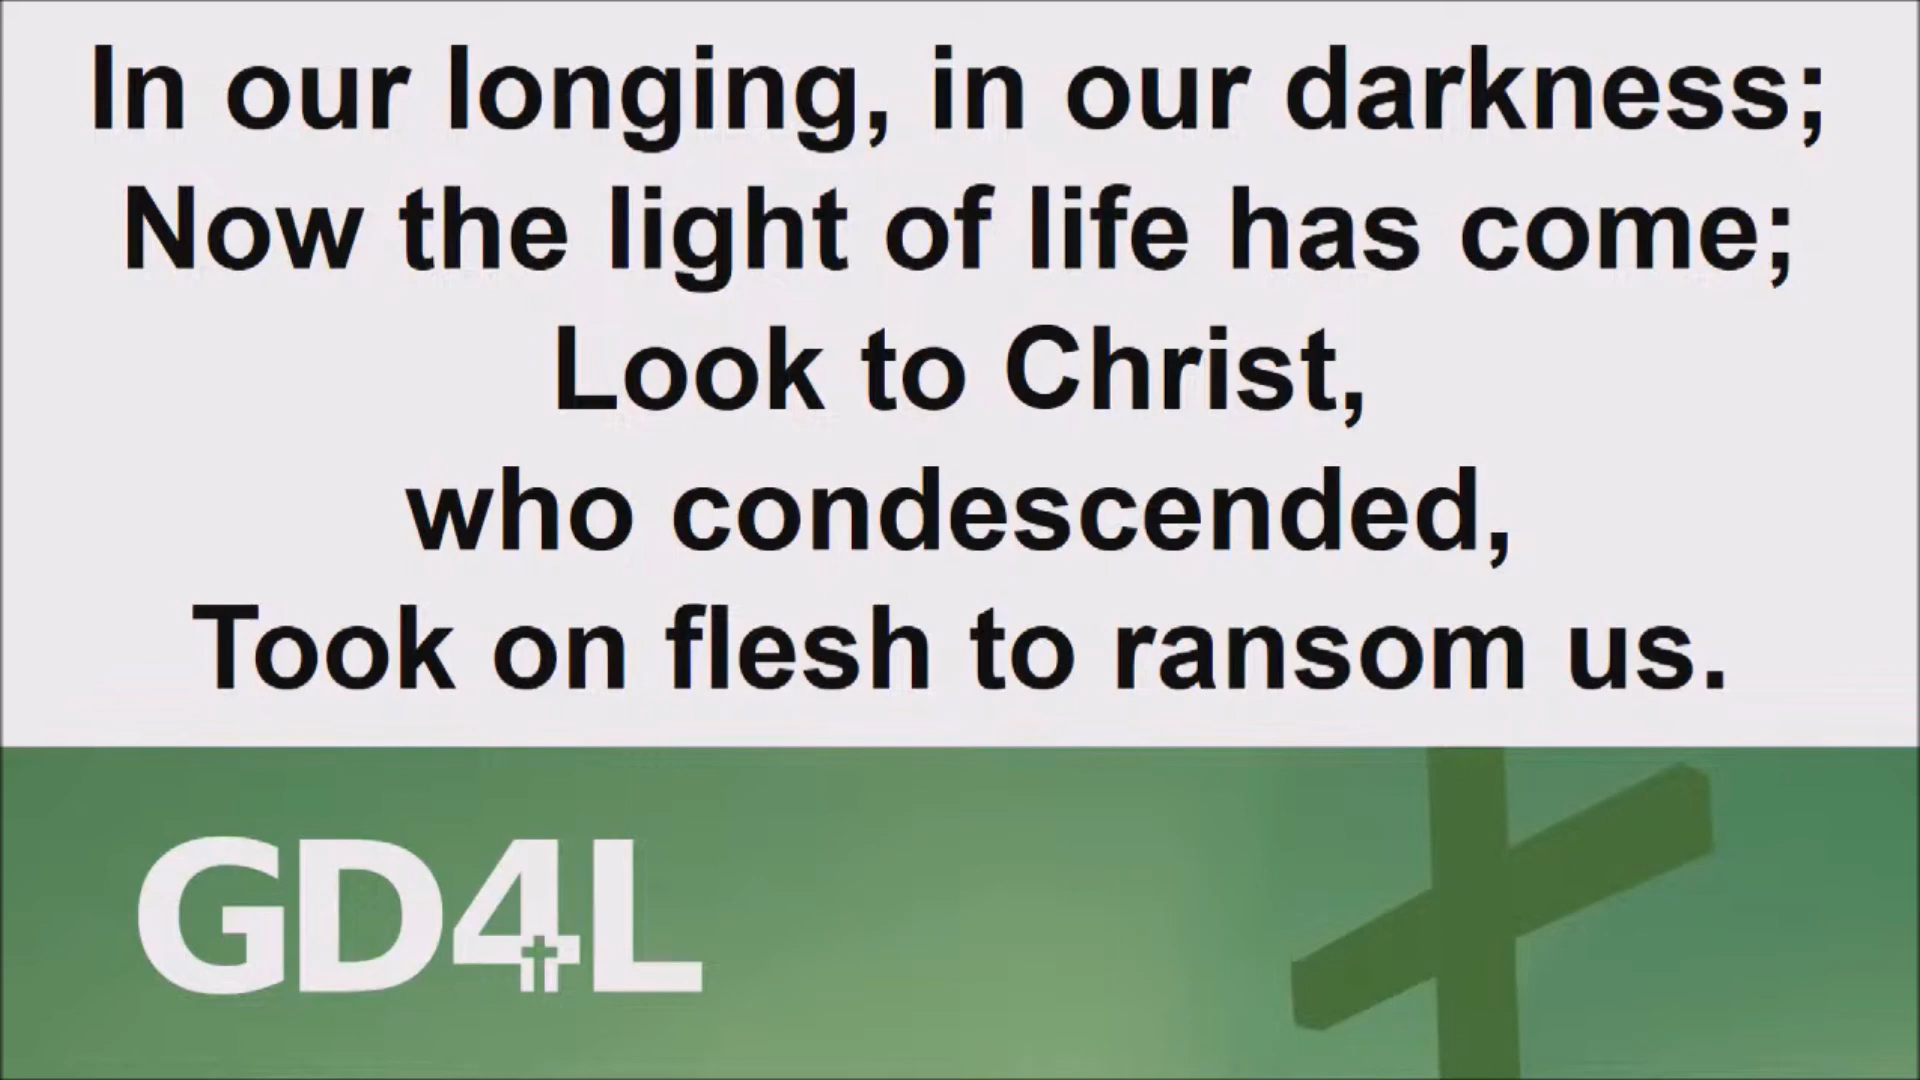 In our longing, in our darkness;
Now the light of life has come;
Look to Christ,
who condescended,
Took on flesh to ransom us.
GD4L